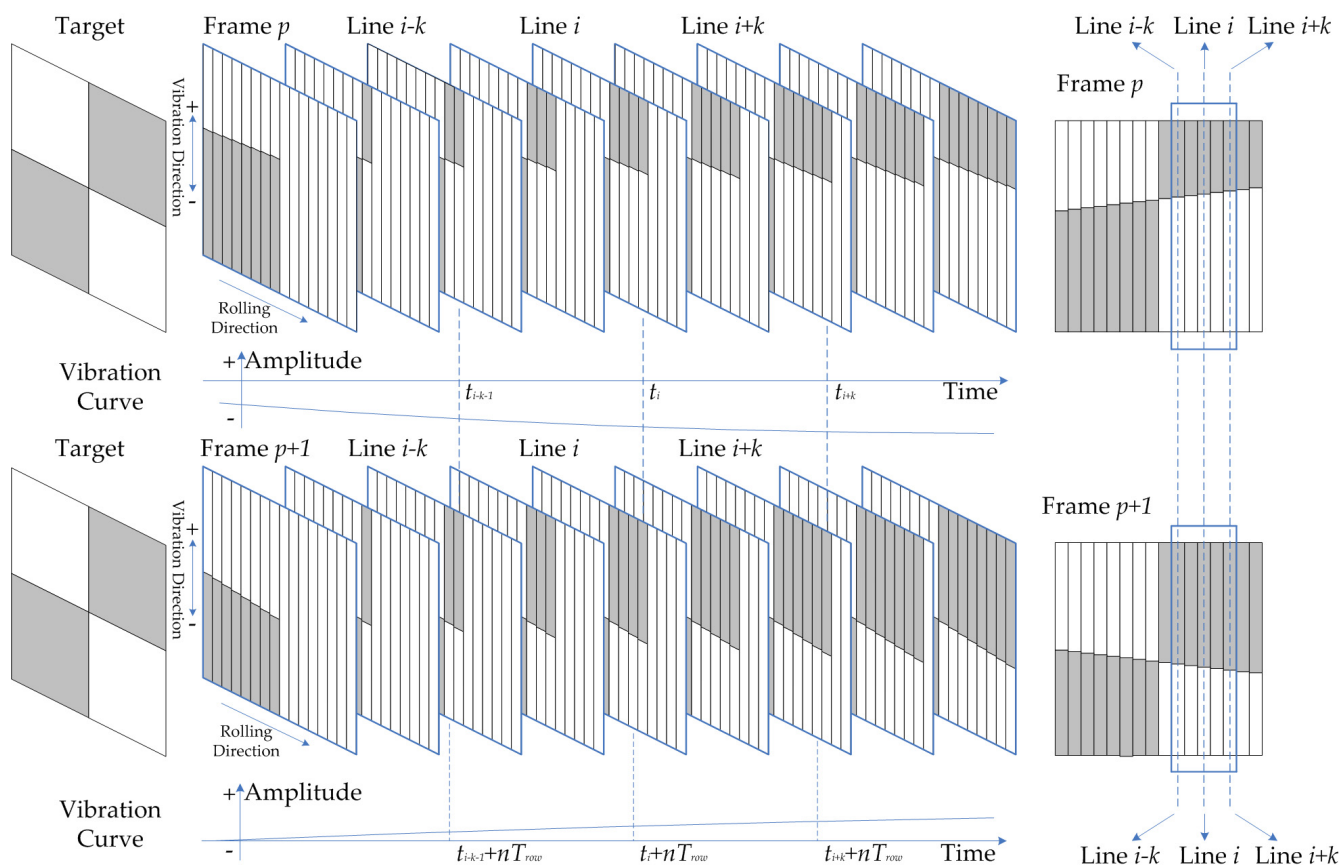 Target
Frame p
Line i-k
Line i
Line i+k
Line i-k
Line i
Line i+k
Frame p
+
Vibration Direction
-
Rolling
Direction
Vibration
Curve
+ Amplitude
-
t_{i-k-1}
t_i
t_{i+k}
Time
Target
Frame p+1
Line i-k
Line i
Line i+k
+
Vibration Direction
-
Frame p+1
Rolling
Direction
Vibration
Curve
+ Amplitude
-
t_{i-k-1}+nT_{row}
t_i+nT_{row}
t_{i+k}+nT_{row}
Time
Line i-k
Line i
Line i+k